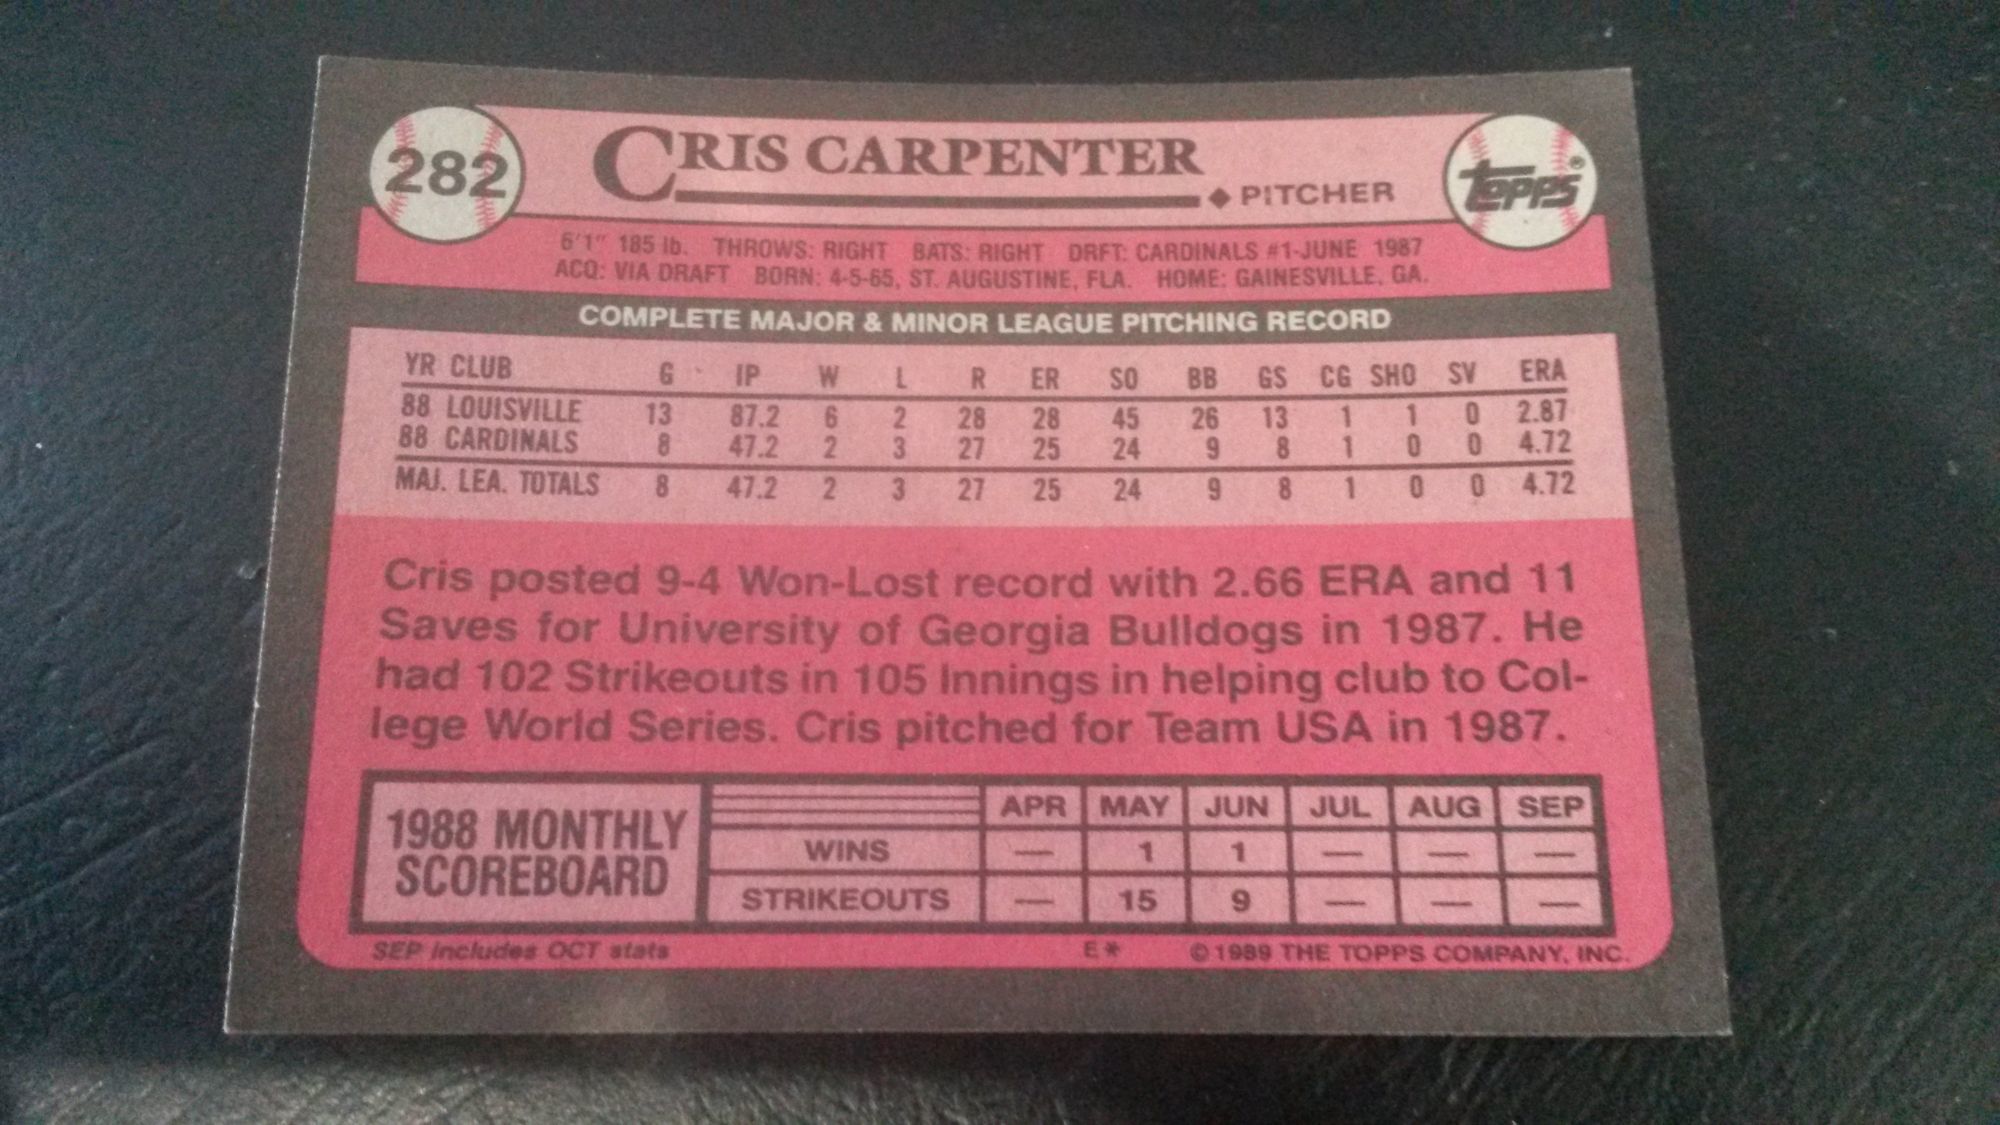 282
CRIS CARPENTER
◆ PITCHER
topps®
6'1" 185 lb. THROWS: RIGHT BATS: RIGHT DRFT: CARDINALS #1-JUNE 1987
ACQ: VIA DRAFT BORN: 4-5-65, ST. AUGUSTINE, FLA. HOME: GAINESVILLE, GA.
COMPLETE MAJOR & MINOR LEAGUE PITCHING RECORD
YR CLUB G IP W L R ER SO BB GS CG SHO SV ERA
88 LOUISVILLE 13 87.2 6 2 28 28 45 26 13 1 1 0 2.87
88 CARDINALS 8 47.2 2 3 27 25 24 9 8 1 0 0 4.72
MAJ. LEA. TOTALS 8 47.2 2 3 27 25 24 9 8 1 0 0 4.72
Cris posted 9-4 Won-Lost record with 2.66 ERA and 11
Saves for University of Georgia Bulldogs in 1987. He
had 102 Strikeouts in 105 Innings in helping club to Col-
lege World Series. Cris pitched for Team USA in 1987.
1988 MONTHLY
SCOREBOARD
APR MAY JUN JUL AUG SEP
WINS — 1 1 — — —
STRIKEOUTS — 15 9 — — —
SEP includes OCT stats E* © 1989 THE TOPPS COMPANY, INC.